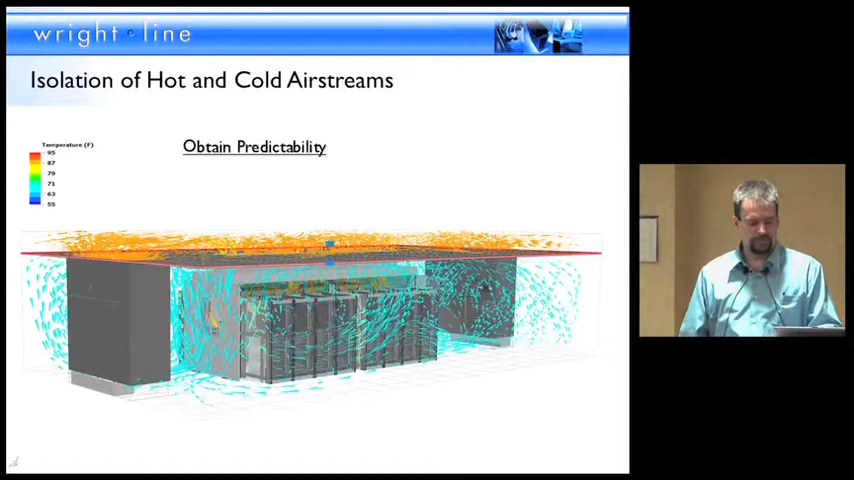 wright line
Isolation of Hot and Cold Airstreams
Obtain Predictability
Temperature (F)
95
87
79
71
63
55